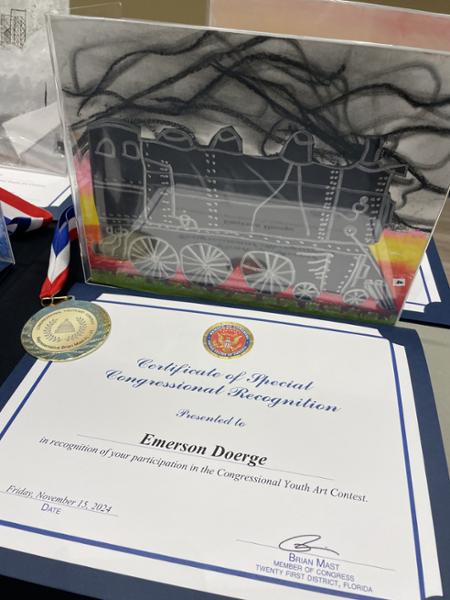 Certificate of Special
Congressional Recognition
Presented to
Emerson Doerge
in recognition of your participation in the Congressional Youth Art Contest.
Friday, November 15, 2024
DATE
BRIAN MAST
MEMBER OF CONGRESS
TWENTY FIRST DISTRICT, FLORIDA